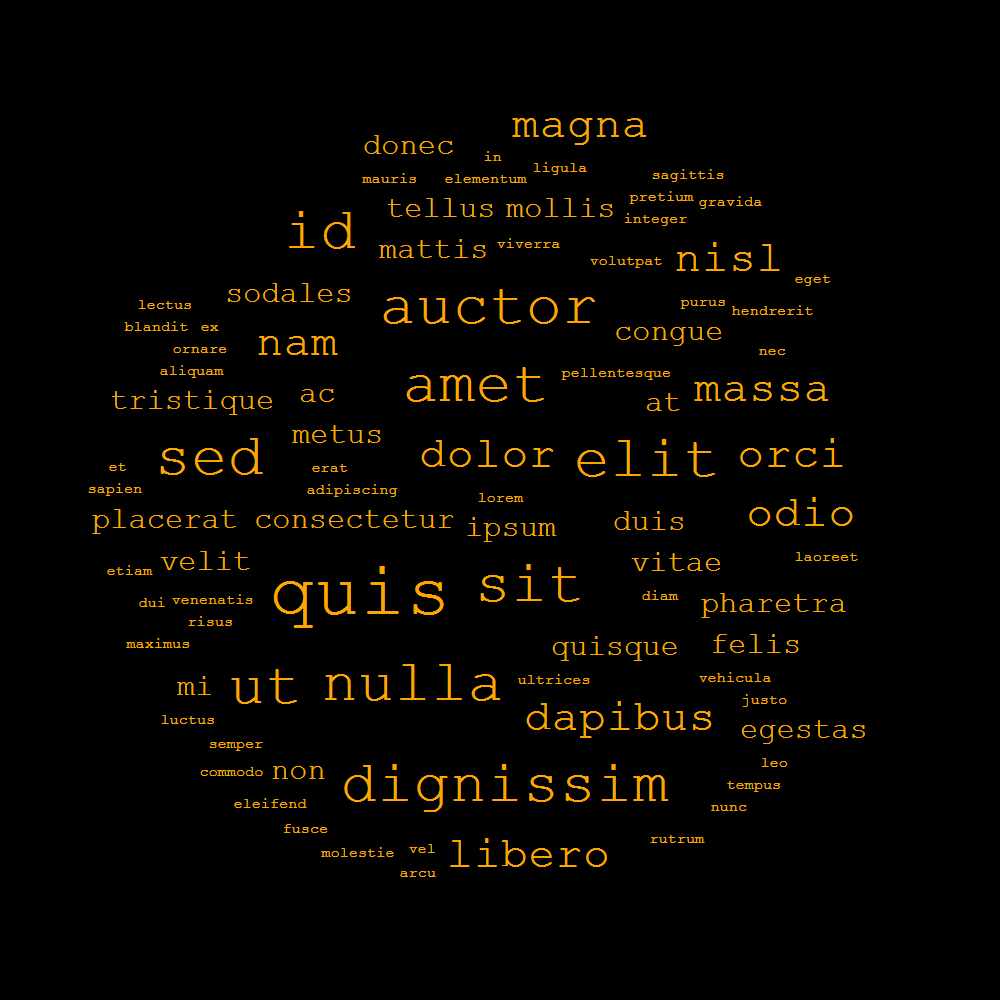 magna
donec
in
ligula
mauris elementum
sagittis
pretium gravida
tellus mollis
integer
id
mattis viverra
volutpat nisl
eget
sodales
auctor
lectus
purus hendrerit
blandit ex
congue
nam
ornare
nec
aliquam
pellentesque
amet
massa
tristique ac
at
metus
sed
dolor elit orci
et
erat
sapien
adipiscing
lorem
placerat consectetur
ipsum
duis
odio
velit
vitae
laoreet
etiam
quis sit
dui venenatis
diam
pharetra
risus
maximus
quisque felis
mi ut nulla
ultrices
vehicula
justo
luctus
dapibus
egestas
semper
commodo non
leo
dignissim
tempus
eleifend
nunc
fusce
rutrum
molestie vel
libero
arcu